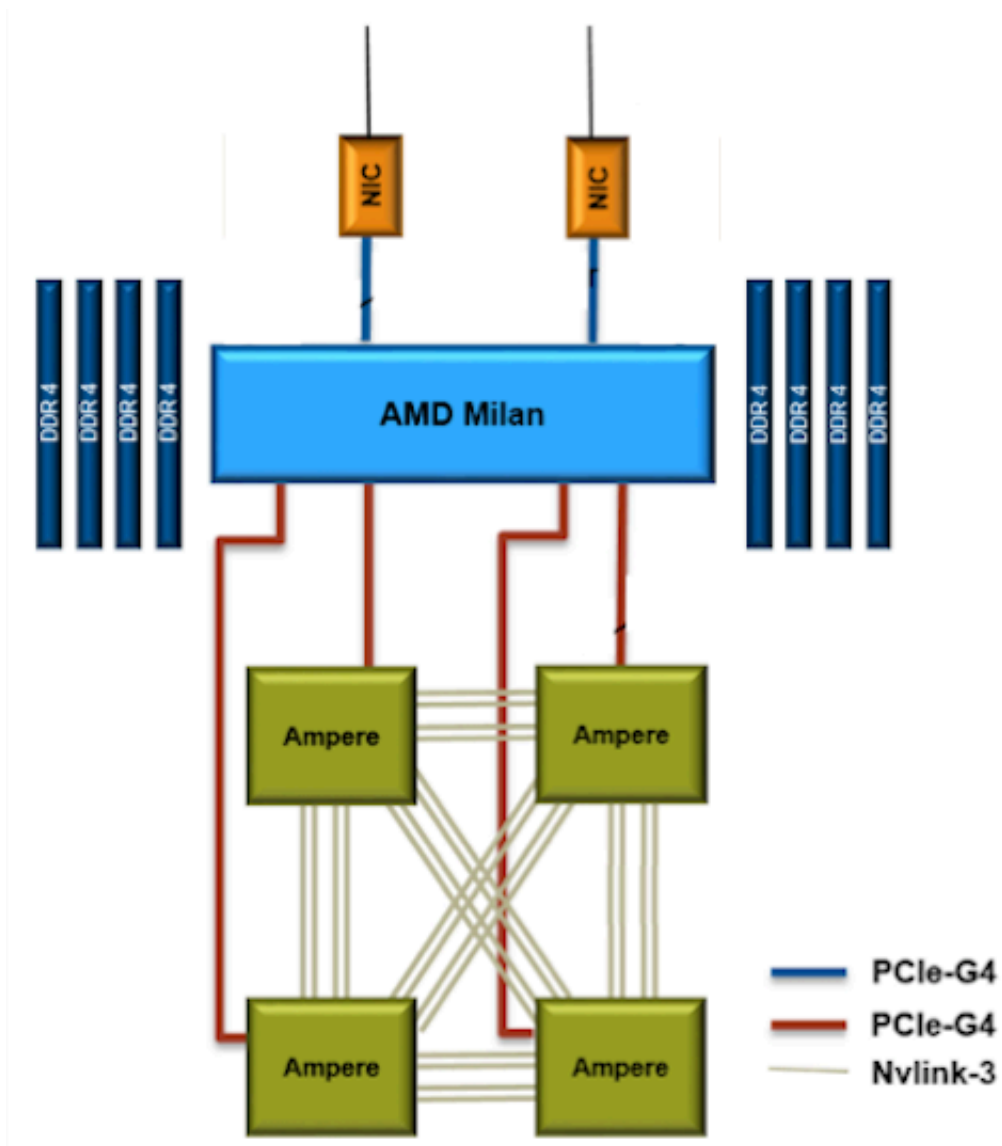 NIC
NIC
DDR 4
DDR 4
DDR 4
DDR 4
AMD Milan
DDR 4
DDR 4
DDR 4
DDR 4
Ampere
Ampere
Ampere
Ampere
PCIe-G4
PCIe-G4
Nvlink-3